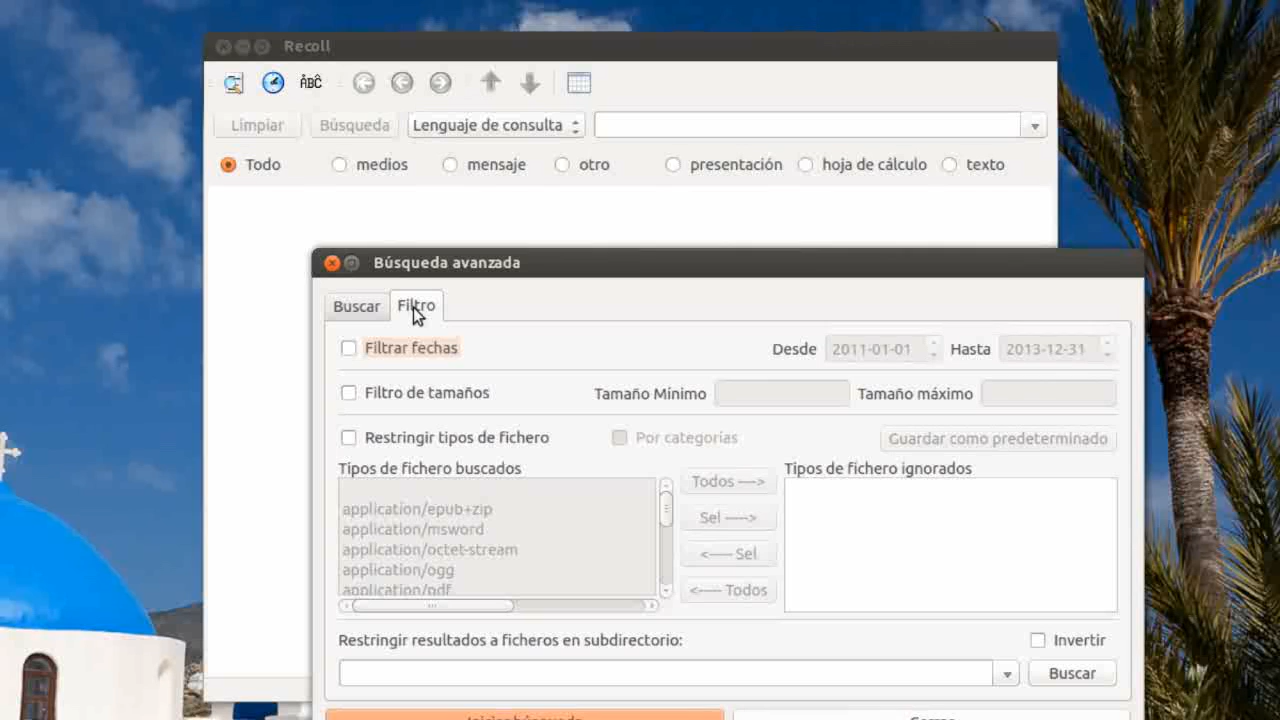 Recoll
ÂBĈ
Limpiar Búsqueda Lenguaje de consulta
Todo medios mensaje otro presentación hoja de cálculo texto
Búsqueda avanzada
Buscar Filtro
Filtrar fechas Desde 2011-01-01 Hasta 2013-12-31
Filtro de tamaños Tamaño Mínimo Tamaño máximo
Restringir tipos de fichero Por categorias Guardar como predeterminado
Tipos de fichero buscados Tipos de fichero ignorados
Todos ---->
application/epub+zip
Sel ---->
application/msword
application/octet-stream
<---- Sel
application/ogg
application/pdf
<---- Todos
Restringir resultados a ficheros en subdirectorio: Invertir
Buscar